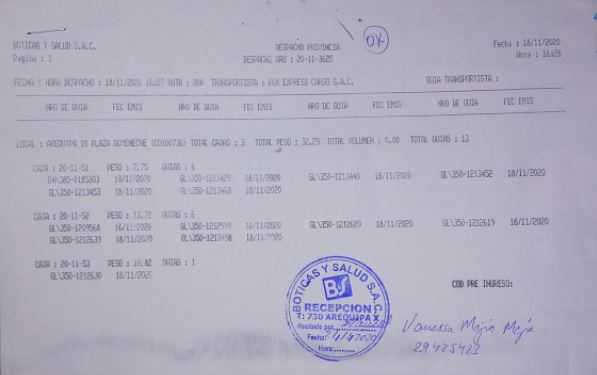 OK
BOTICAS Y SALUD S.A.C. DESPACHO PROVINCIA Fecha : 18/11/2020
Pagina : 1 DESPACHO NRO : 20-11-3625 Hora : 16:28
FECHA Y HORA DESPACHO : 18/11/2020 16:27 RUTA : 20A TRANSPORTISTA : FOX EXPRESS CARGO S.A.C. GUIA TRANSPORTISTA :
NRO DE GUIA FEC EMIS NRO DE GUIA FEC EMIS NRO DE GUIA FEC EMIS NRO DE GUIA FEC EMIS
LOCAL : AREQUIPA 10 PLAZA GOYENECHE TOTAL CAJAS : 3 TOTAL PESO : 32.29 TOTAL VOLUMEN : 0.00 TOTAL GUIAS : 13
CAJA : 20-11-51 PESO : 7.75 GUIAS : 6
18/11/2020 GL\350-1213429 18/11/2020 GL\350-1213440 18/11/2020 GL\350-1213452 18/11/2020
GL\350-1213453 18/11/2020 GL\350-1213468 18/11/2020
CAJA : 20-11-52 PESO : 13.72 GUIAS : 6
GL\350-1209568 16/11/2020 18/11/2020 GL\350-1212609 18/11/2020 GL\350-1212619 18/11/2020
GL\350-1212639 18/11/2020 GL\350-1213498 18/11/2020
CAJA : 20-11-53 PESO : 10.82 GUIAS : 1
GL\350-1212630 18/11/2020
COD PRE INGRESO:
BOTICAS Y SALUD S.A.C.
BS
RECEPCION
T: 730 AREQUIPA X
Recibido por
Fecha:
Hora:
Vanessa Mejia Mejia
29425423